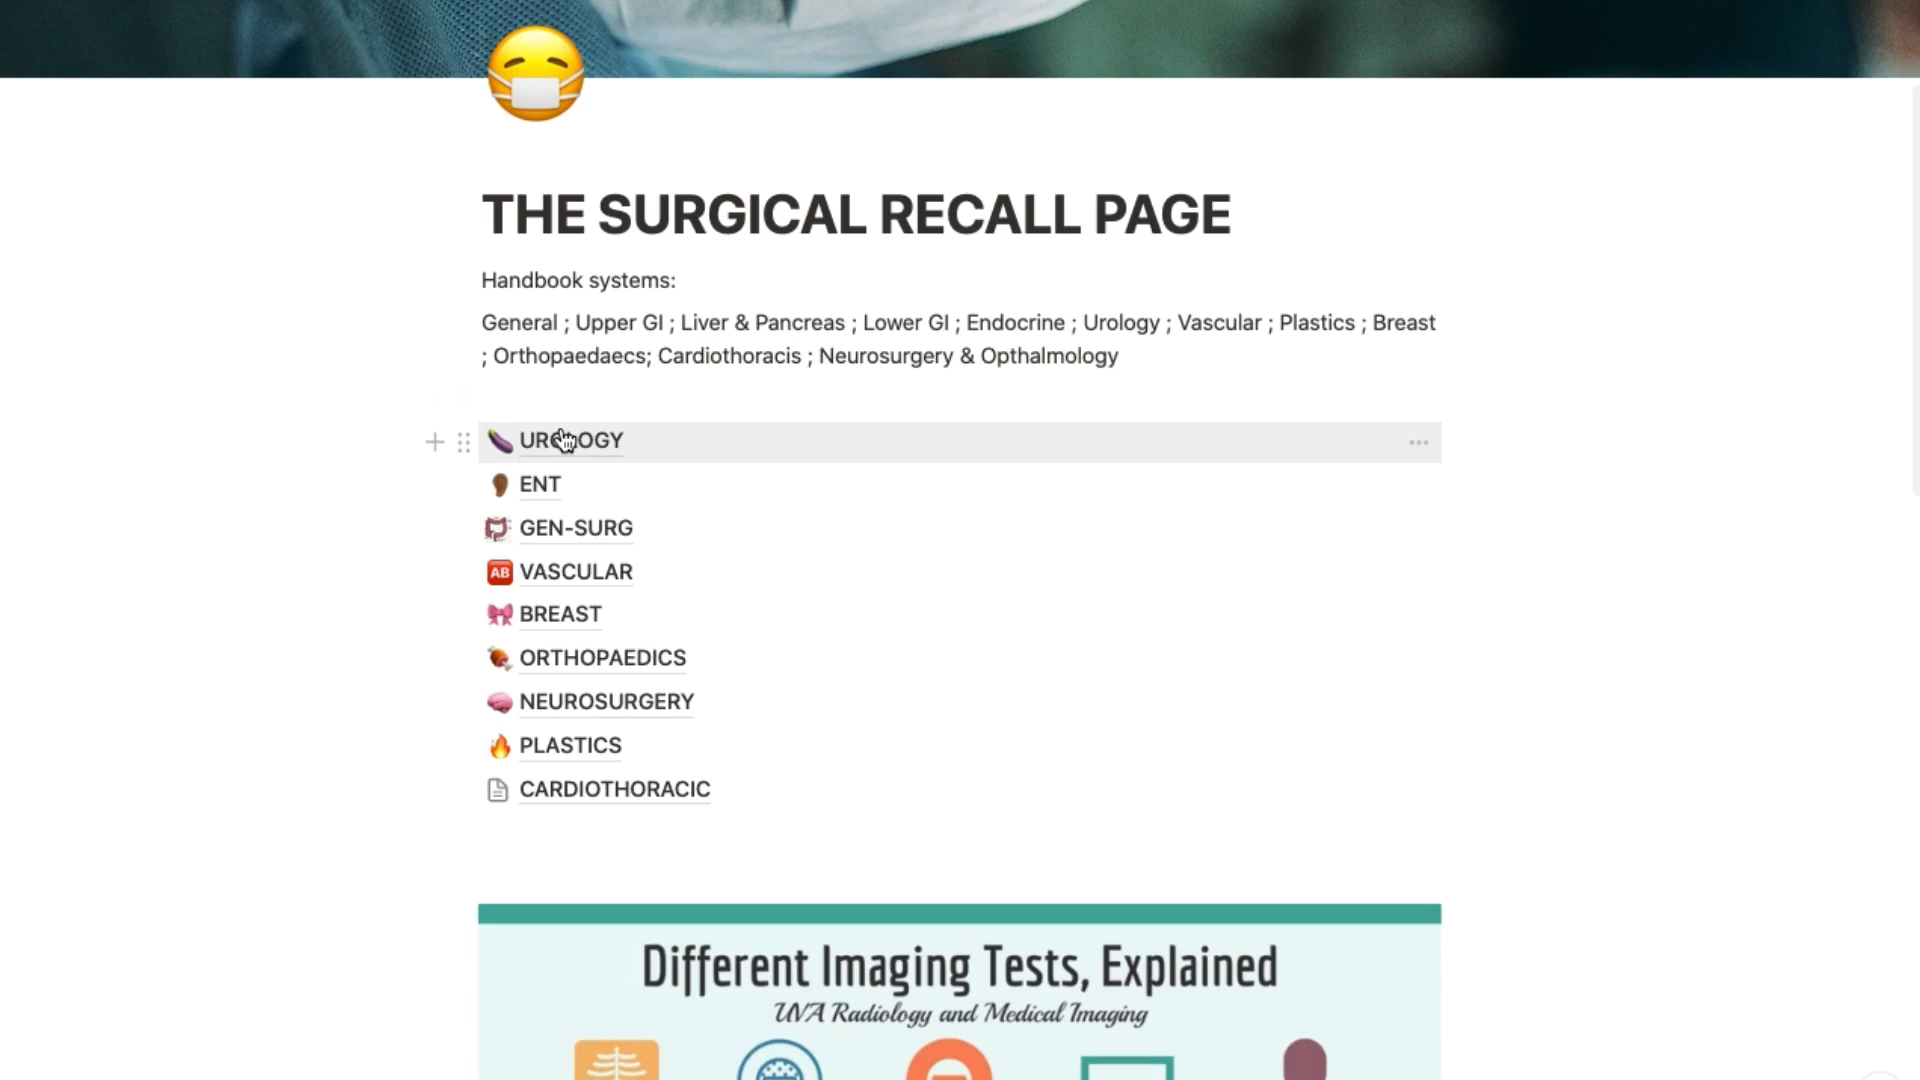 THE SURGICAL RECALL PAGE
Handbook systems:
General ; Upper GI ; Liver & Pancreas ; Lower GI ; Endocrine ; Urology ; Vascular ; Plastics ; Breast
; Orthopaedaecs; Cardiothoracis ; Neurosurgery & Opthalmology
UROLOGY
ENT
GEN-SURG
AB VASCULAR
BREAST
ORTHOPAEDICS
NEUROSURGERY
PLASTICS
CARDIOTHORACIC
Different Imaging Tests, Explained
UVA Radiology and Medical Imaging